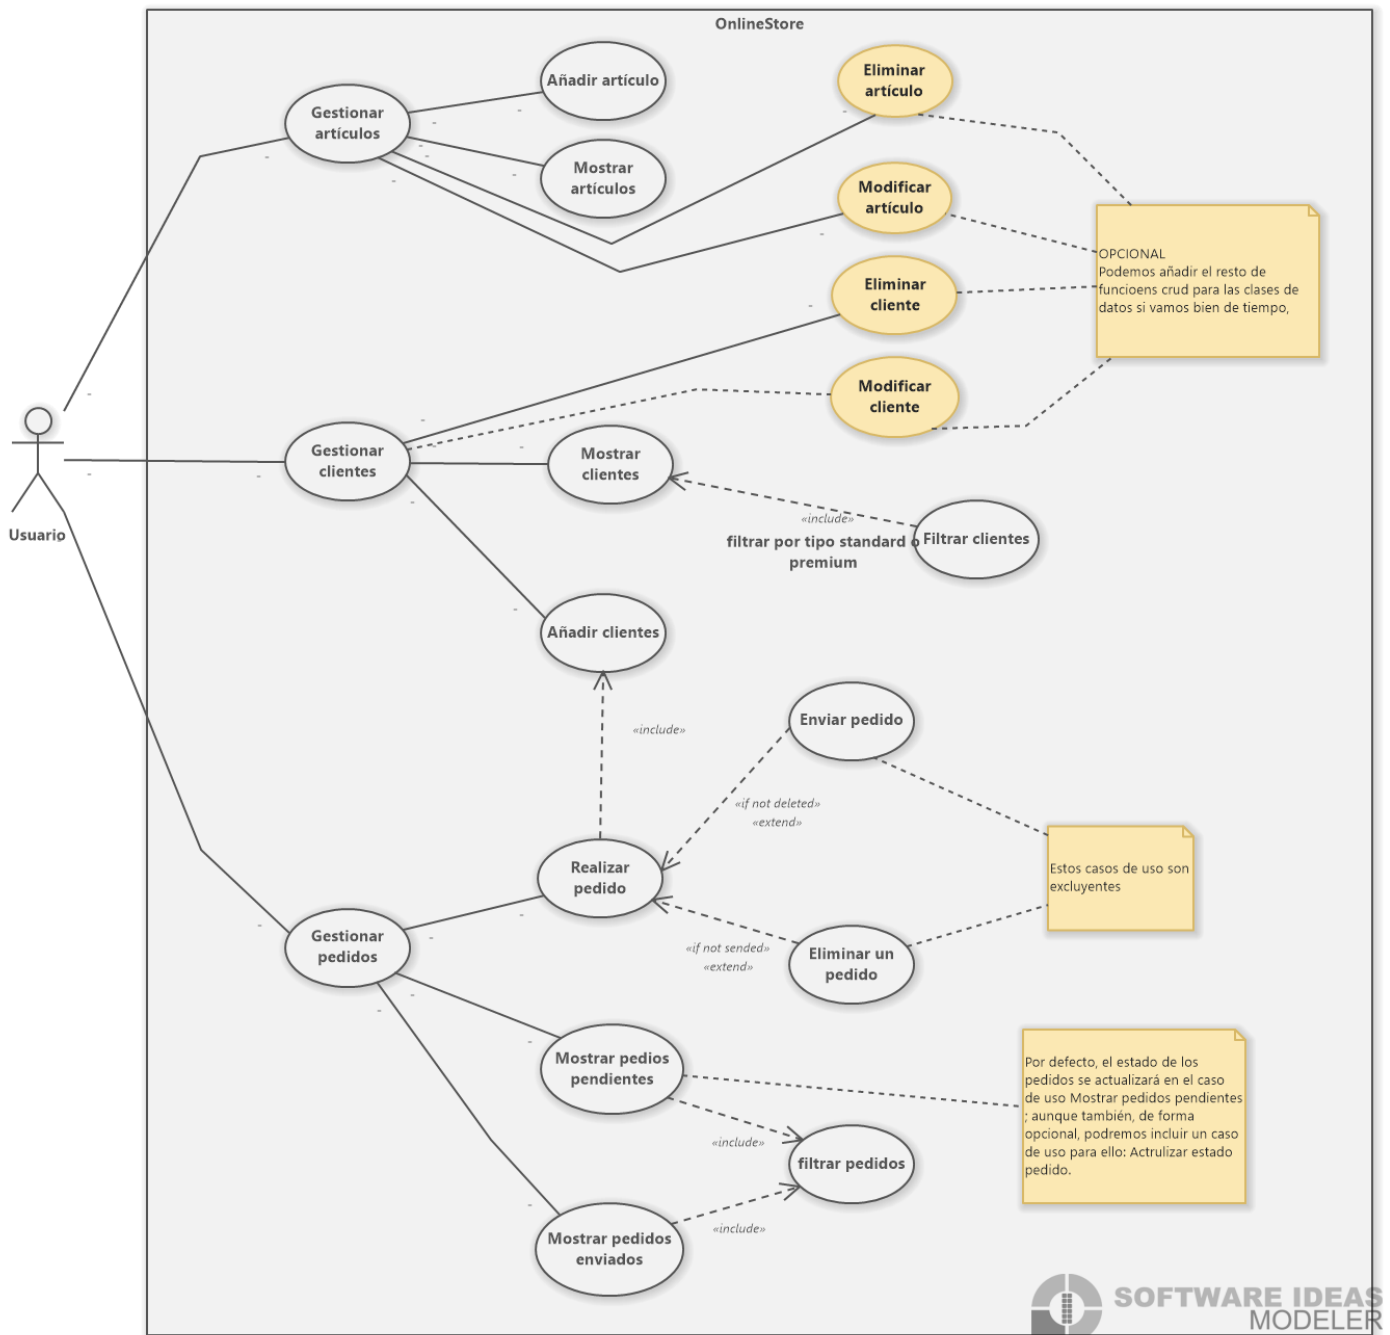 OnlineStore
Añadir artículo
Eliminar
artículo
Gestionar
artículos
Mostrar
artículos
Modificar
artículo
OPCIONAL
Podemos añadir el resto de
funcioens crud para las clases de
datos si vamos bien de tiempo,
Eliminar
cliente
Modificar
cliente
Gestionar
clientes
Mostrar
clientes
Usuario
«include»
filtrar por tipo standard o
premium
Filtrar clientes
Añadir clientes
«include»
Enviar pedido
«if not deleted»
«extend»
Realizar
pedido
Estos casos de uso son
excluyentes
Gestionar
pedidos
«if not sended»
«extend»
Eliminar un
pedido
Mostrar pedios
pendientes
Por defecto, el estado de los
pedidos se actualizará en el caso
de uso Mostrar pedidos pendientes
; aunque también, de forma
opcional, podremos incluir un caso
de uso para ello: Actrulizar estado
pedido.
«include»
filtrar pedidos
«include»
Mostrar pedidos
enviados
SOFTWARE IDEAS
MODELER